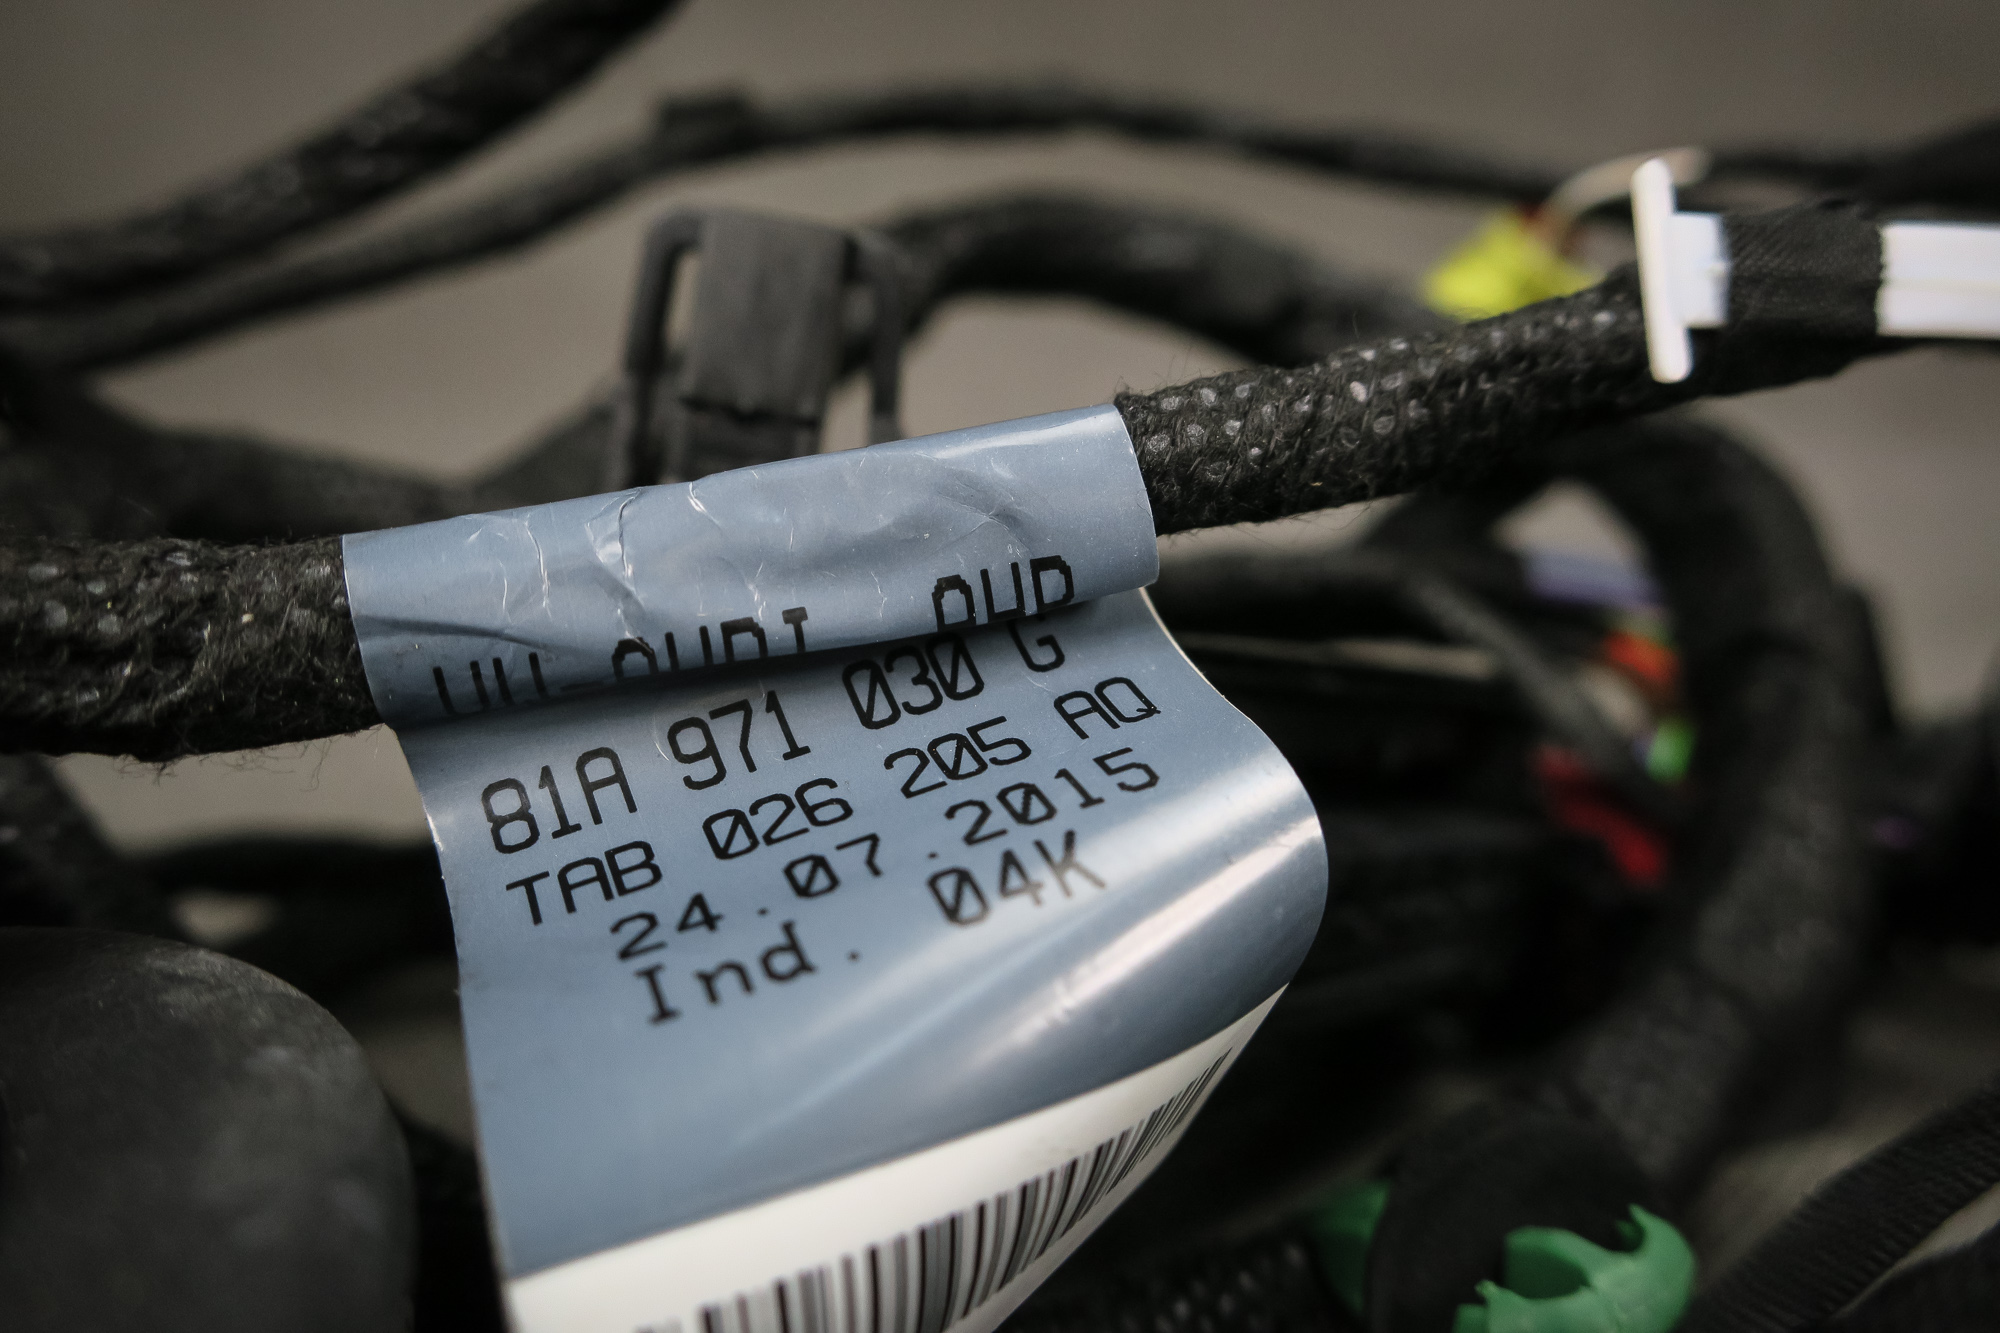 81A 971 030 G
TAB 026 205 AQ
24.07.2015
Ind. 04K